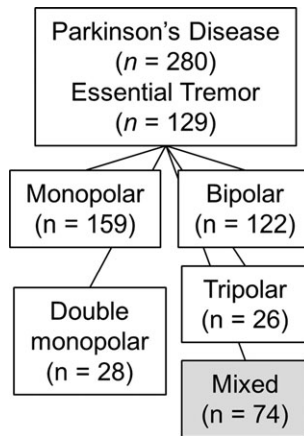 Parkinson's Disease
(n = 280)
Essential Tremor
(n = 129)
Monopolar
(n = 159)
Bipolar
(n = 122)
Double
monopolar
(n = 28)
Tripolar
(n = 26)
Mixed
(n = 74)